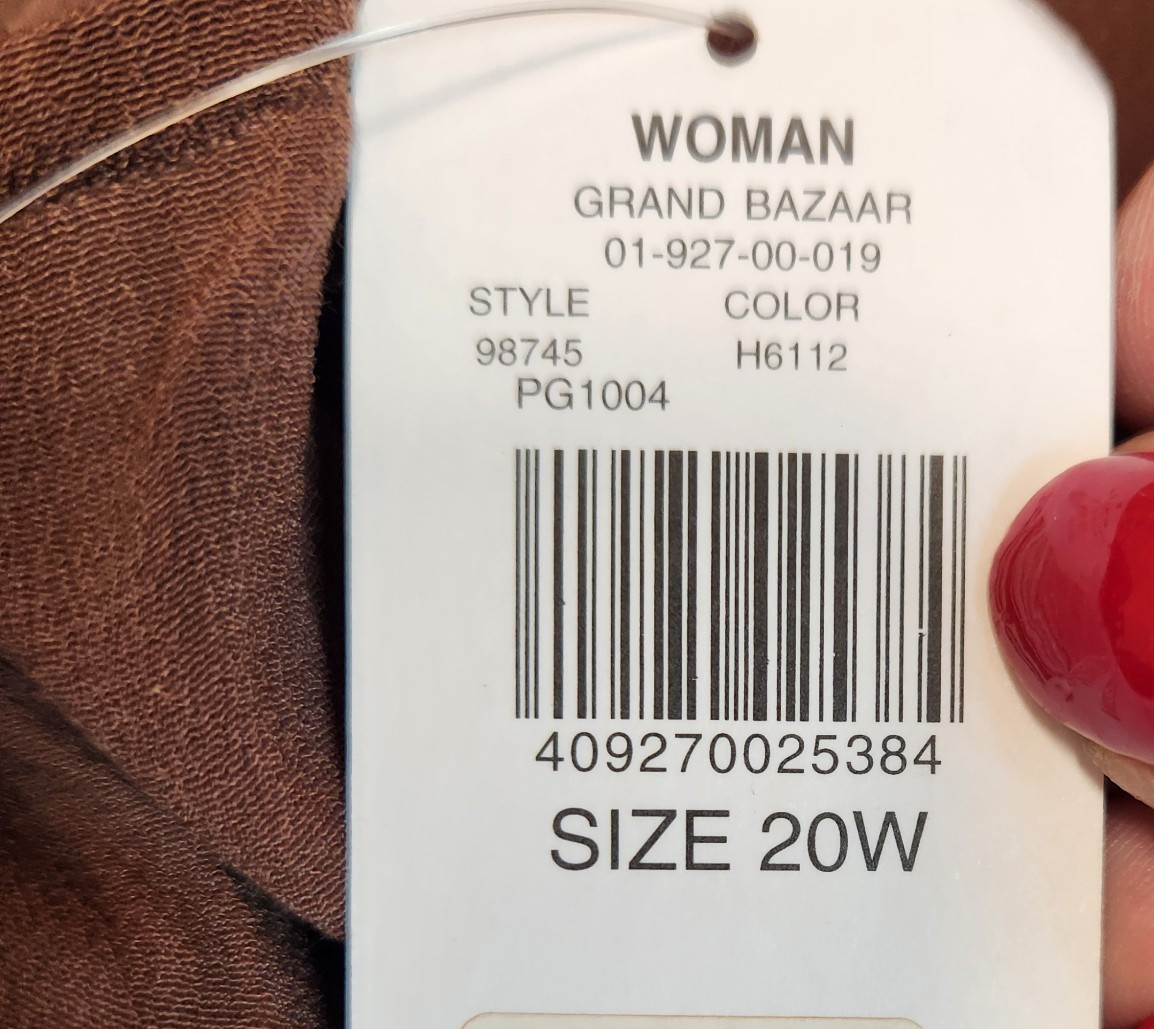 WOMAN
GRAND BAZAAR
01-927-00-019
STYLE COLOR
98745 H6112
PG1004
409270025384
SIZE 20W